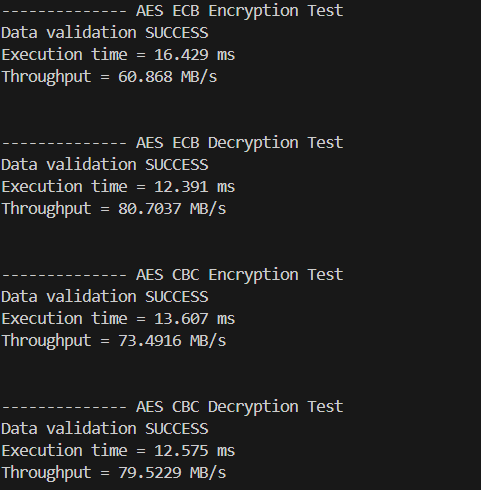 -------------- AES ECB Encryption Test
Data validation SUCCESS
Execution time = 16.429 ms
Throughput = 60.868 MB/s
-------------- AES ECB Decryption Test
Data validation SUCCESS
Execution time = 12.391 ms
Throughput = 80.7037 MB/s
-------------- AES CBC Encryption Test
Data validation SUCCESS
Execution time = 13.607 ms
Throughput = 73.4916 MB/s
-------------- AES CBC Decryption Test
Data validation SUCCESS
Execution time = 12.575 ms
Throughput = 79.5229 MB/s